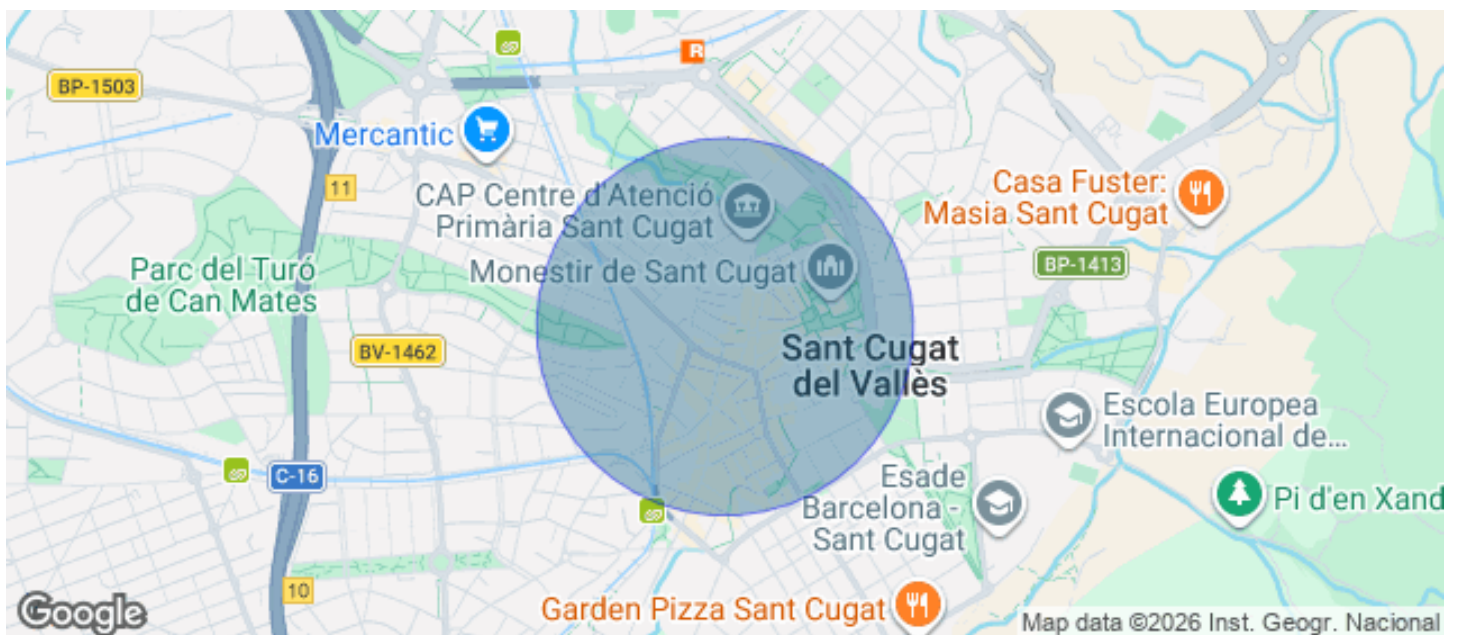 BP-1503
R
Mercantic
11
CAP Centre d'Atenció
Primària Sant Cugat
Casa Fuster:
Masia Sant Cugat
Monestir de Sant Cugat
BP-1413
Parc del Turó
de Can Mates
BV-1462
Sant Cugat
del Vallès
Escola Europea
Internacional de...
C-16
Esade
Barcelona -
Sant Cugat
Pi d'en Xand
10
Garden Pizza Sant Cugat
Google
Map data ©2026 Inst. Geogr. Nacional